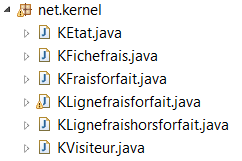 net.kernel
KEtat.java
KFichefrais.java
KFraisforfait.java
KLignefraisforfait.java
KLignefraishorsforfait.java
KVisiteur.java